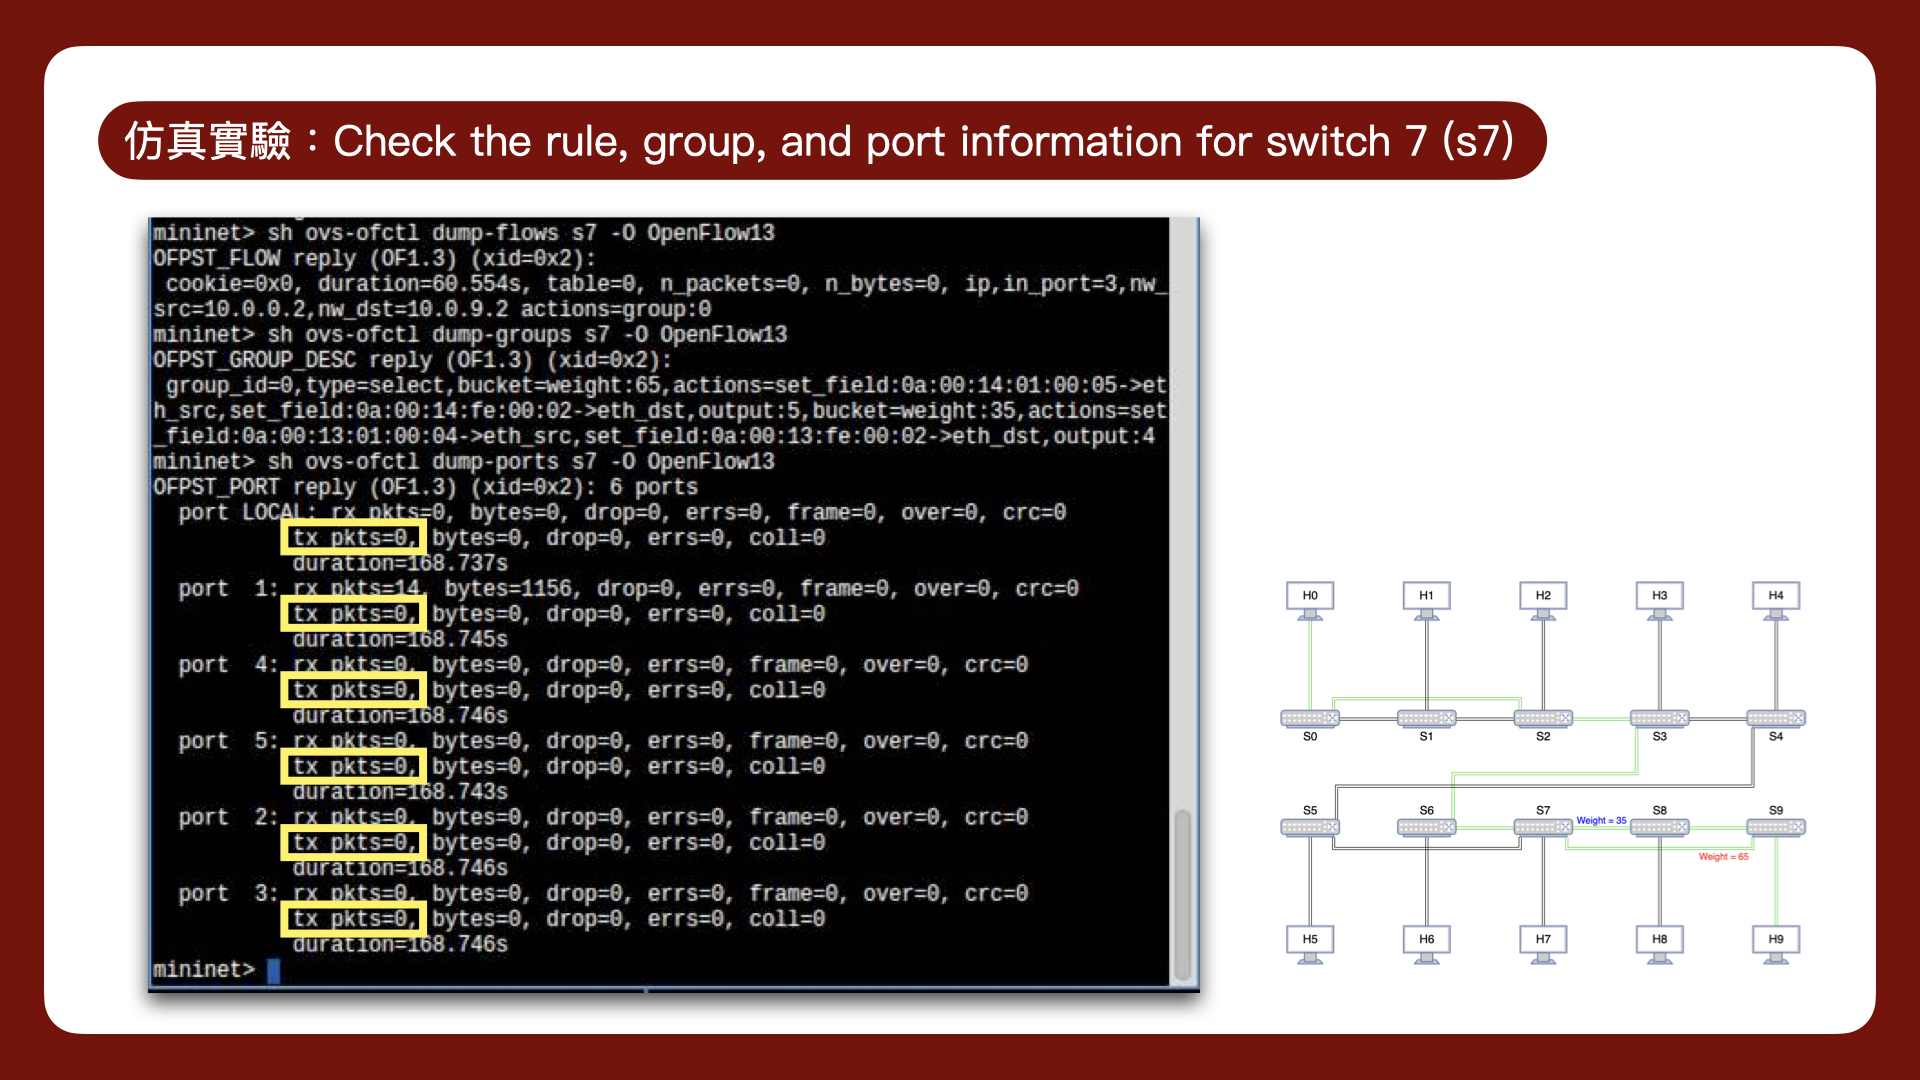 仿真實驗：Check the rule, group, and port information for switch 7 (s7)
mininet> sh ovs-ofctl dump-flows s7 -O OpenFlow13
OFPST_FLOW reply (OF1.3) (xid=0x2):
 cookie=0x0, duration=60.554s, table=0, n_packets=0, n_bytes=0, ip,in_port=3,nw_
src=10.0.0.2,nw_dst=10.0.9.2 actions=group:0
mininet> sh ovs-ofctl dump-groups s7 -O OpenFlow13
OFPST_GROUP_DESC reply (OF1.3) (xid=0x2):
 group_id=0,type=select,bucket=weight:65,actions=set_field:0a:00:14:01:00:05->et
h_src,set_field:0a:00:14:fe:00:02->eth_dst,output:5,bucket=weight:35,actions=set
_field:0a:00:13:01:00:04->eth_src,set_field:0a:00:13:fe:00:02->eth_dst,output:4
mininet> sh ovs-ofctl dump-ports s7 -O OpenFlow13
OFPST_PORT reply (OF1.3) (xid=0x2): 6 ports
  port LOCAL: rx pkts=0, bytes=0, drop=0, errs=0, frame=0, over=0, crc=0
           tx pkts=0, bytes=0, drop=0, errs=0, coll=0
           duration=168.737s
  port  1: rx pkts=14, bytes=1156, drop=0, errs=0, frame=0, over=0, crc=0
           tx pkts=0, bytes=0, drop=0, errs=0, coll=0
           duration=168.745s
  port  4: rx pkts=0, bytes=0, drop=0, errs=0, frame=0, over=0, crc=0
           tx pkts=0, bytes=0, drop=0, errs=0, coll=0
           duration=168.746s
  port  5: rx pkts=0, bytes=0, drop=0, errs=0, frame=0, over=0, crc=0
           tx pkts=0, bytes=0, drop=0, errs=0, coll=0
           duration=168.743s
  port  2: rx pkts=0, bytes=0, drop=0, errs=0, frame=0, over=0, crc=0
           tx pkts=0, bytes=0, drop=0, errs=0, coll=0
           duration=168.746s
  port  3: rx pkts=0, bytes=0, drop=0, errs=0, frame=0, over=0, crc=0
           tx pkts=0, bytes=0, drop=0, errs=0, coll=0
           duration=168.746s
mininet>
H0 H1 H2 H3 H4
S0 S1 S2 S3 S4
S5 S6 S7 S8 S9
Weight = 35
Weight = 65
H5 H6 H7 H8 H9